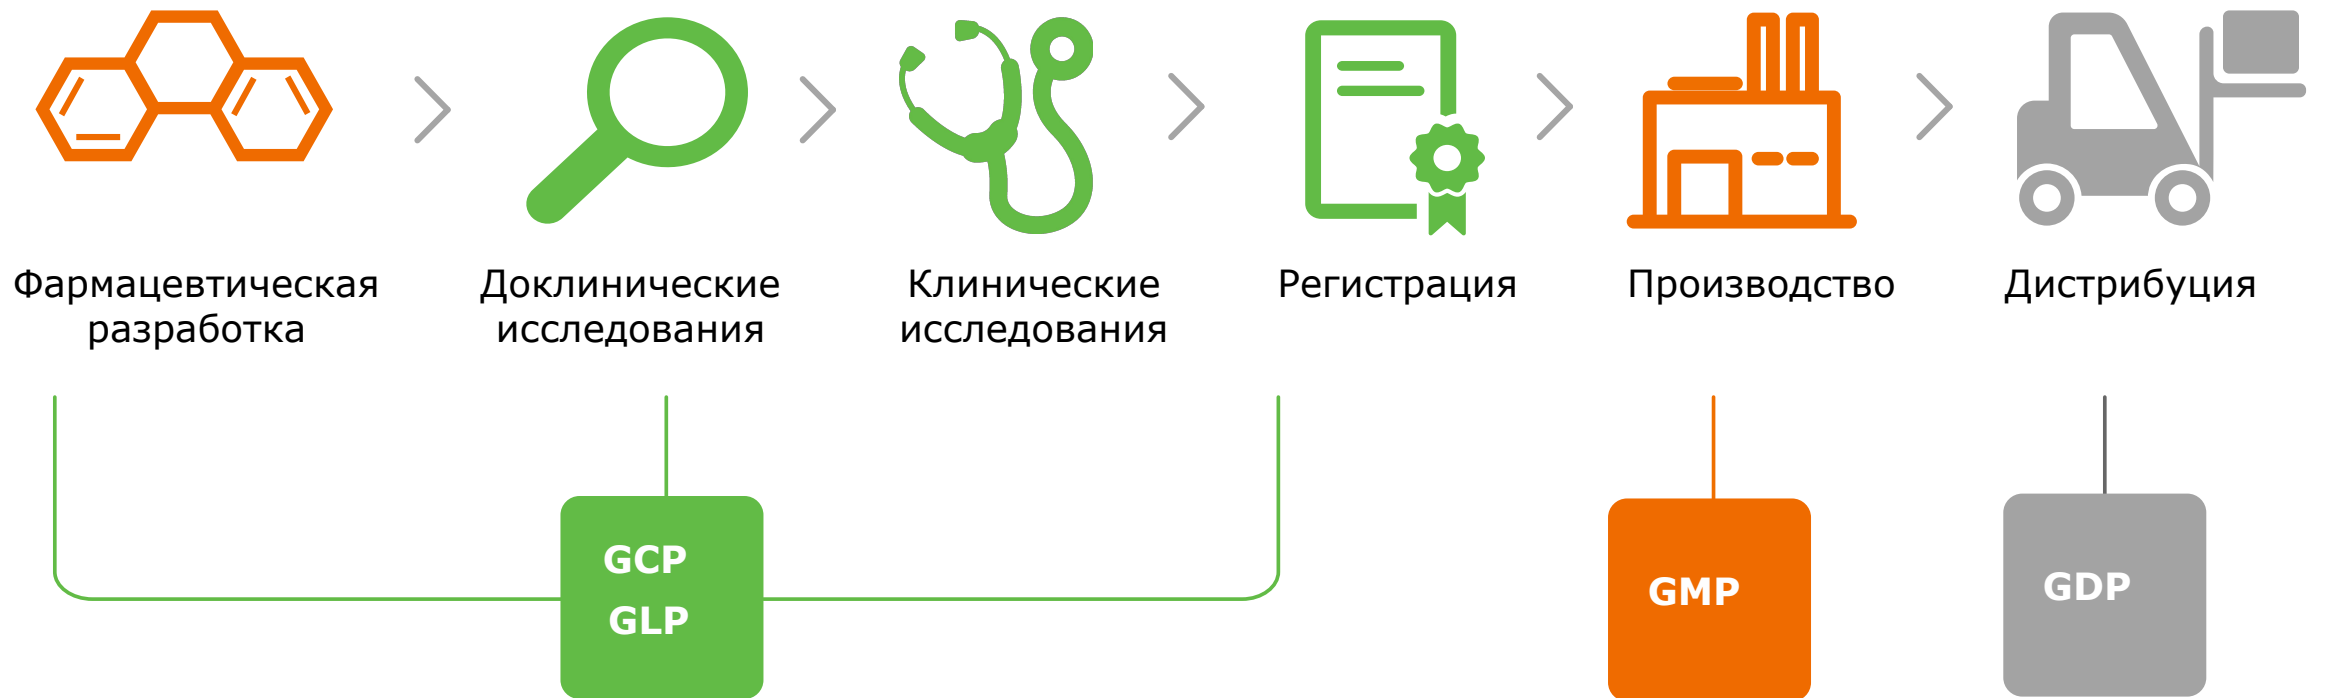 Фармацевтическая
разработка
Доклинические
исследования
Клинические
исследования
Регистрация
Производство
Дистрибуция
GCP
GLP
GMP
GDP